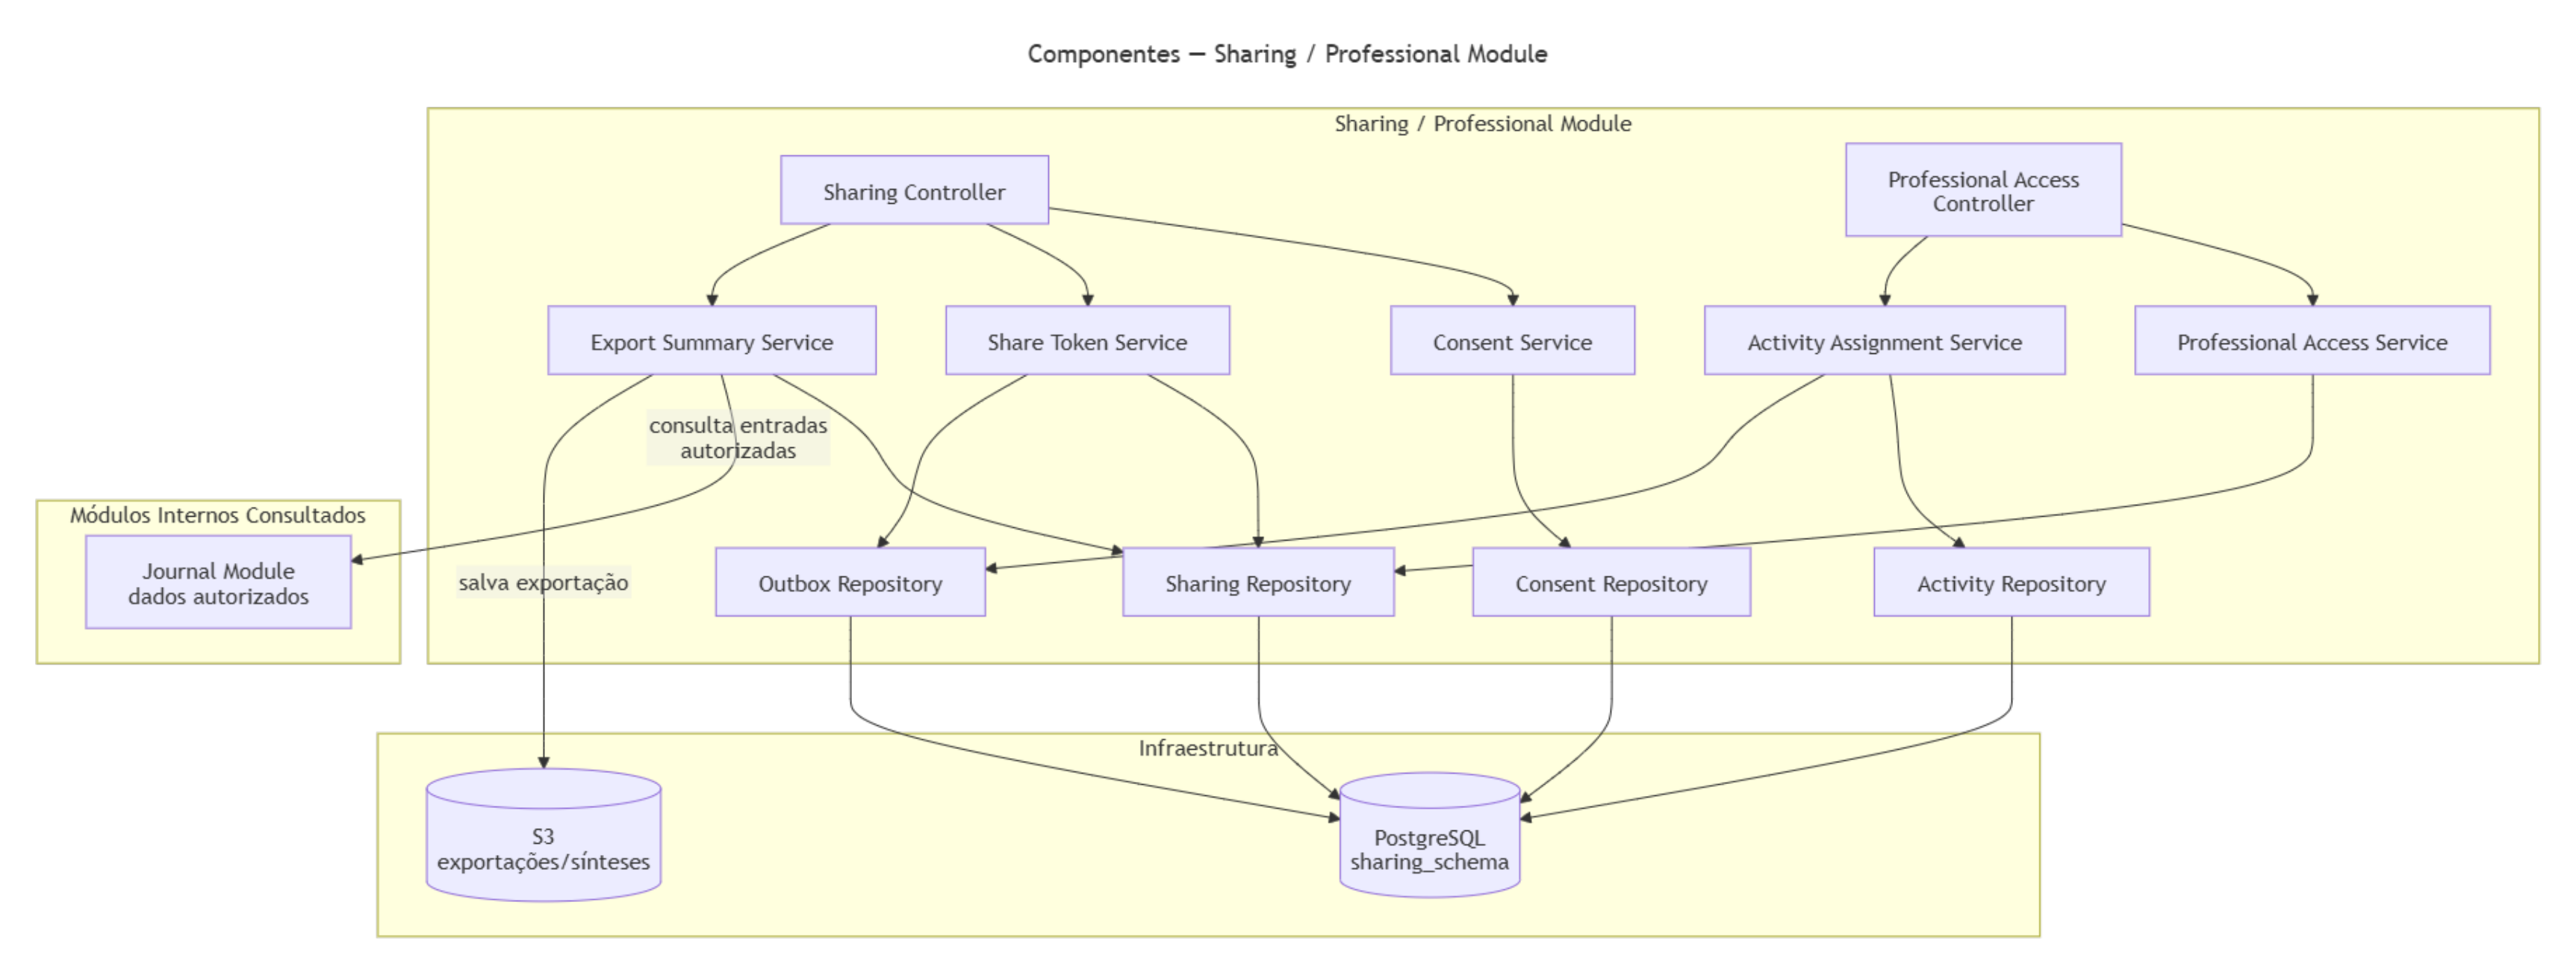 Componentes — Sharing / Professional Module
Sharing / Professional Module
Sharing Controller
Professional Access
Controller
Export Summary Service
Share Token Service
Consent Service
Activity Assignment Service
Professional Access Service
consulta entradas
autorizadas
Módulos Internos Consultados
Journal Module
dados autorizados
salva exportação
Outbox Repository
Sharing Repository
Consent Repository
Activity Repository
Infraestrutura
S3
exportações/sínteses
PostgreSQL
sharing_schema